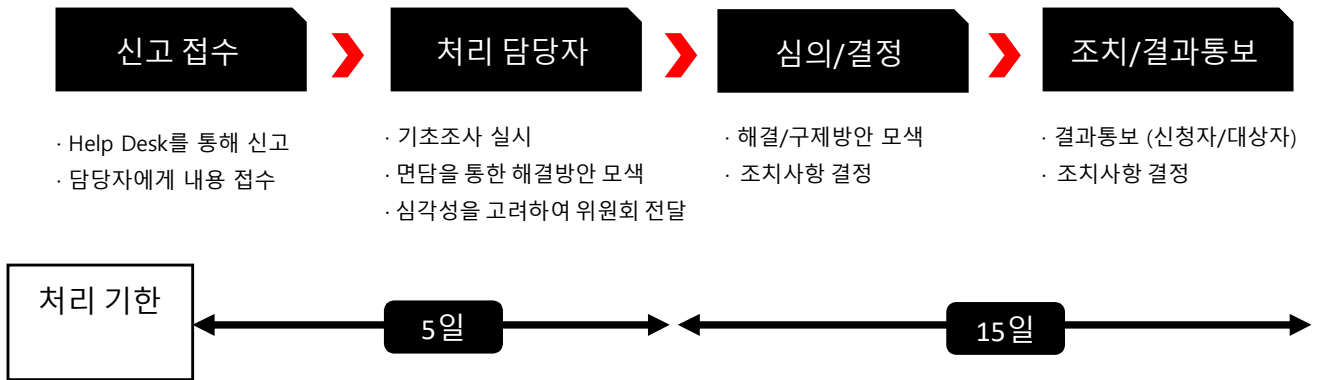 신고 접수
처리 담당자
심의/결정
조치/결과통보
· Help Desk를 통해 신고
· 담당자에게 내용 접수
· 기초조사 실시
· 면담을 통한 해결방안 모색
· 심각성을 고려하여 위원회 전달
· 해결/구제방안 모색
· 조치사항 결정
· 결과통보 (신청자/대상자)
· 조치사항 결정
처리 기한
5일
15일